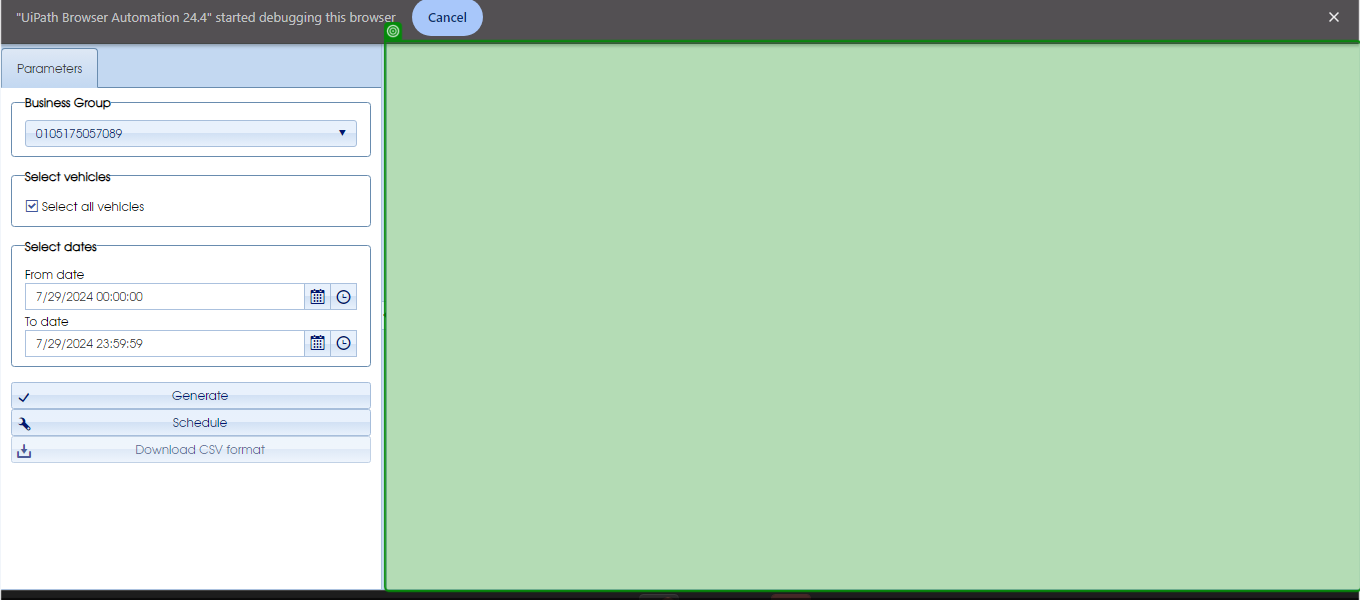 "UiPath Browser Automation 24.4" started debugging this browser
Cancel
Parameters
Business Group
0105175057089
Select vehicles
Select all vehicles
Select dates
From date
7/29/2024 00:00:00
To date
7/29/2024 23:59:59
Generate
Schedule
Download CSV format